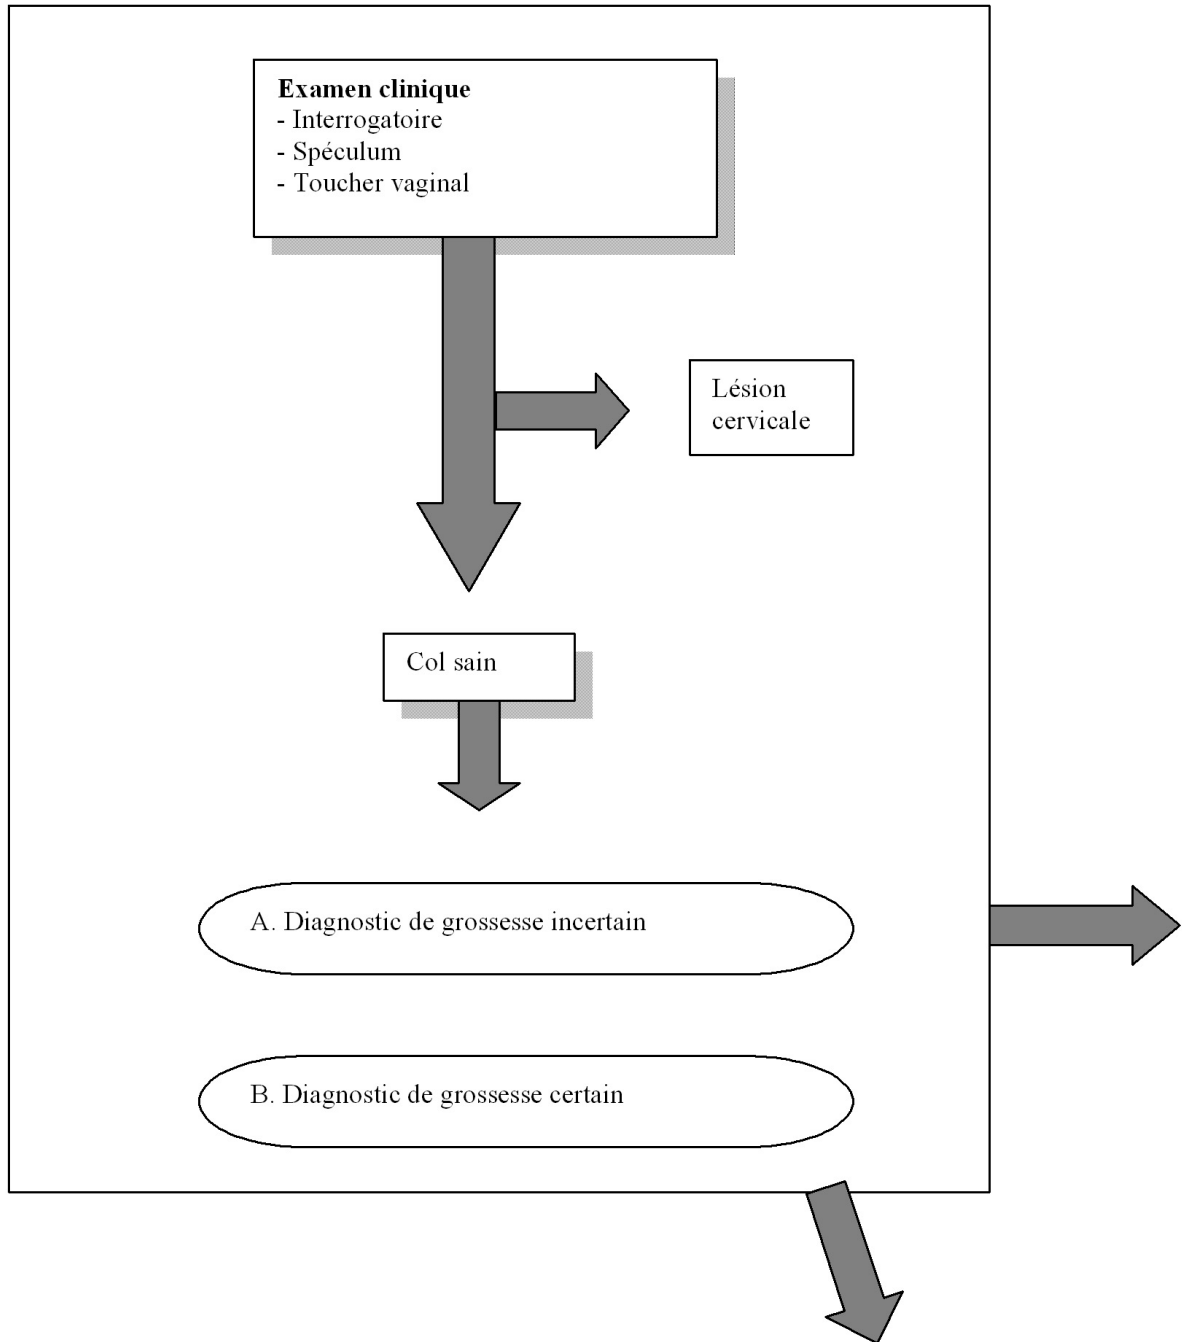 Examen clinique
- Interrogatoire
- Spéculum
- Toucher vaginal
Lésion
cervicale
Col sain
A. Diagnostic de grossesse incertain
B. Diagnostic de grossesse certain